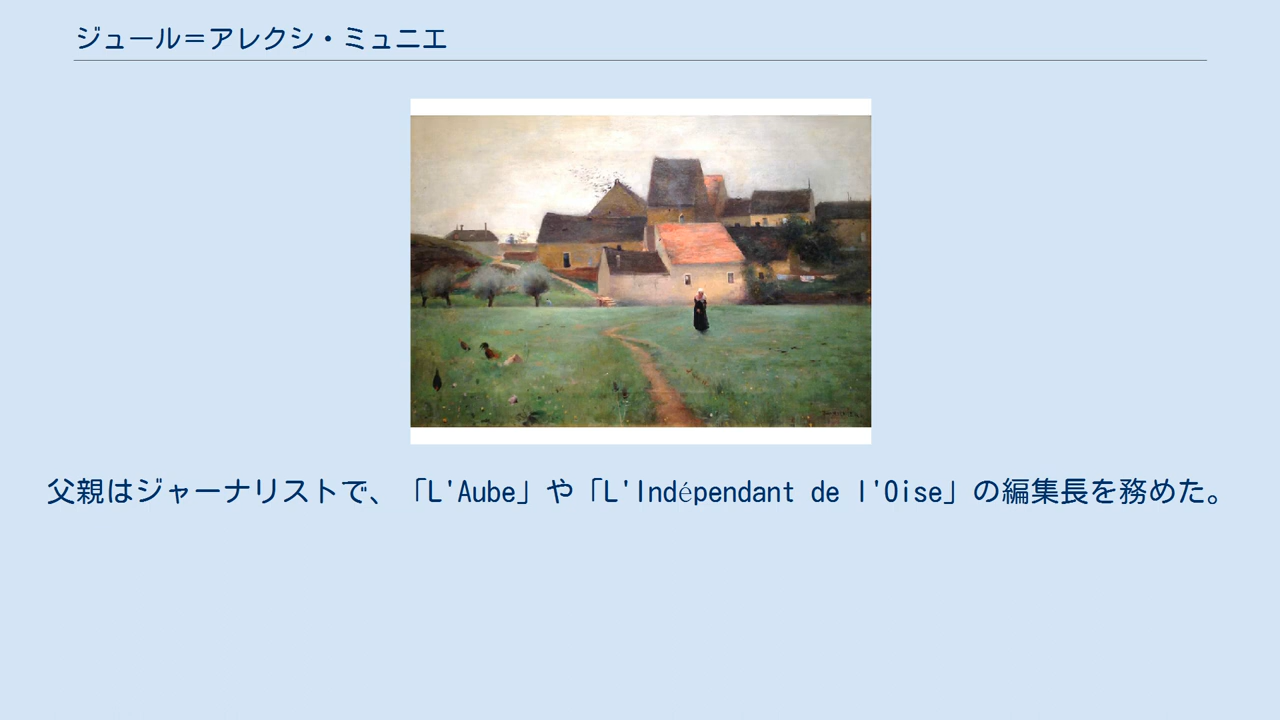 ジュール＝アレクシ・ミュニエ
父親はジャーナリストで、「L'Aube」や「L'Indépendant de l'Oise」の編集長を務めた。